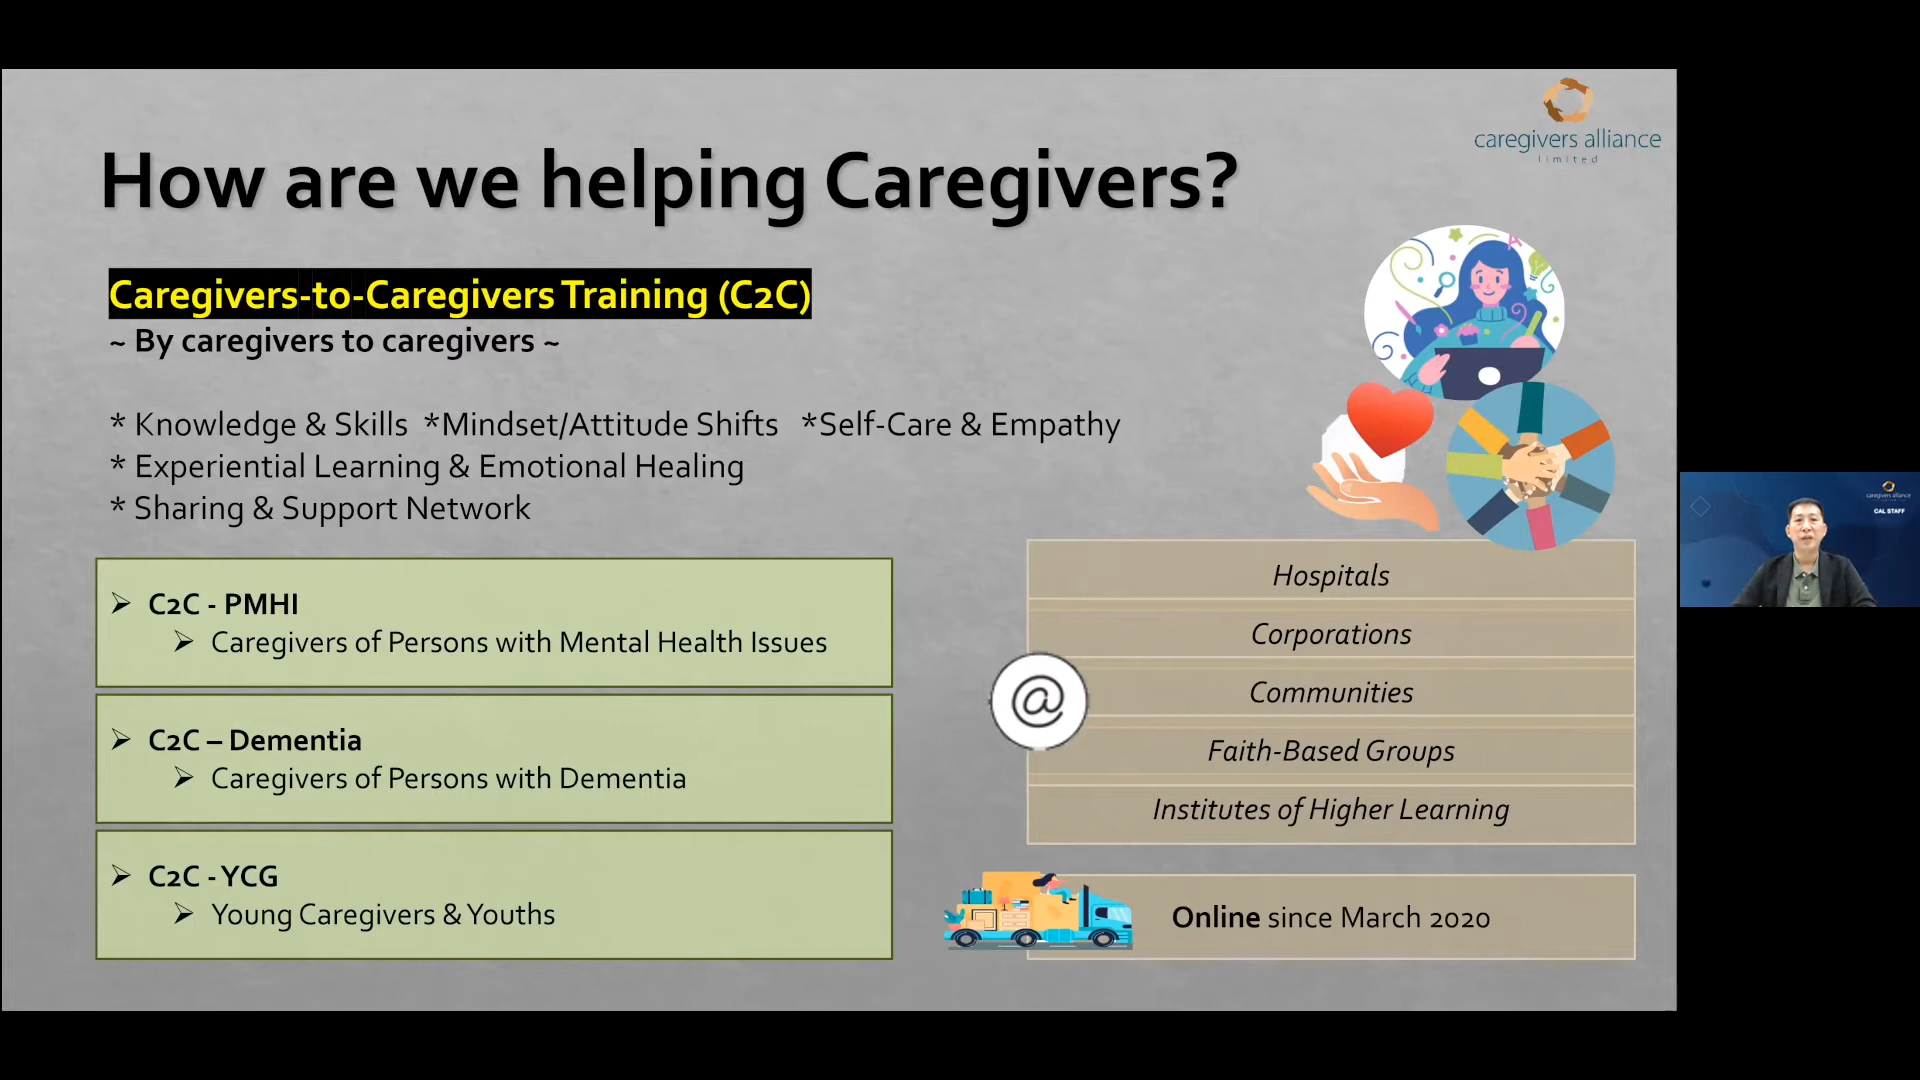 caregivers alliance
limited
How are we helping Caregivers?
Caregivers-to-Caregivers Training (C2C)
~ By caregivers to caregivers ~
* Knowledge & Skills *Mindset/Attitude Shifts *Self-Care & Empathy
* Experiential Learning & Emotional Healing
* Sharing & Support Network
C2C - PMHI
Caregivers of Persons with Mental Health Issues
C2C – Dementia
Caregivers of Persons with Dementia
C2C - YCG
Young Caregivers & Youths
@
Hospitals
Corporations
Communities
Faith-Based Groups
Institutes of Higher Learning
Online since March 2020
caregivers alliance
CAL STAFF